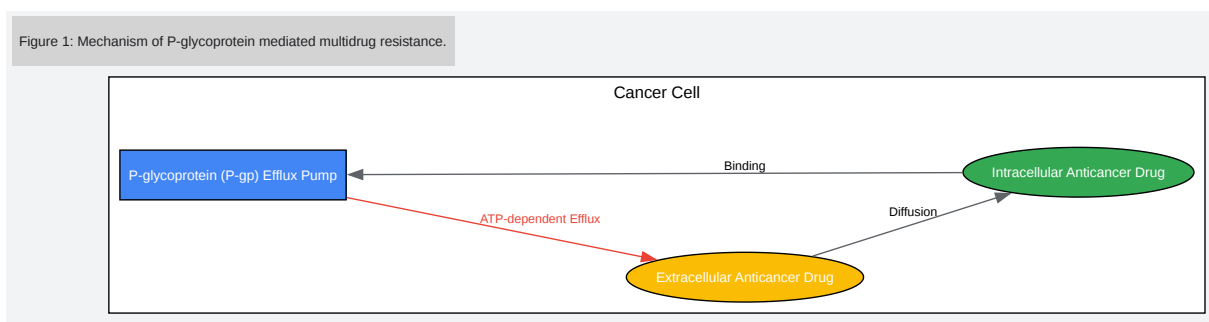 Figure 1: Mechanism of P-glycoprotein mediated multidrug resistance.
Cancer Cell
P-glycoprotein (P-gp) Efflux Pump
Binding
Intracellular Anticancer Drug
ATP-dependent Efflux
Diffusion
Extracellular Anticancer Drug